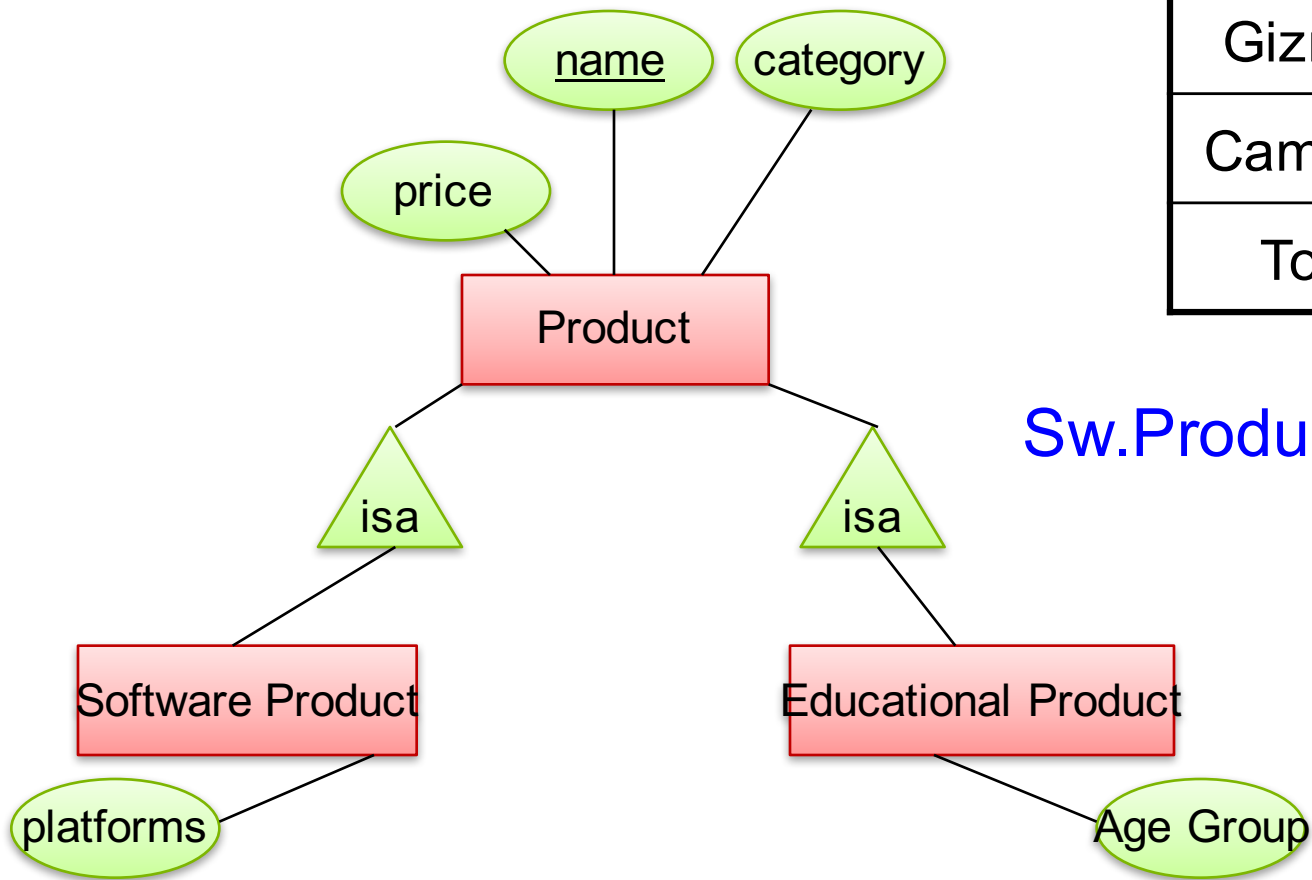 name
category
price
Product
isa
isa
Software Product
Educational Product
platforms
Age Group